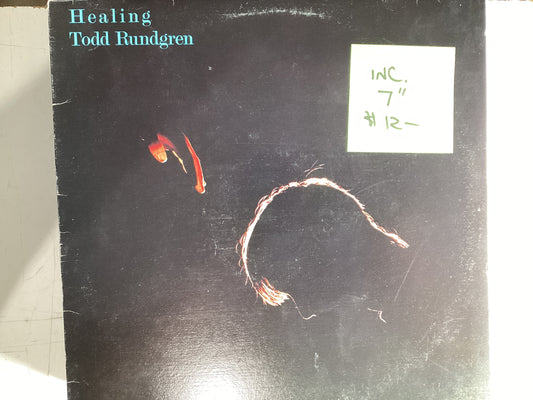 Healing
Todd Rundgren
INC.
7"
$12—